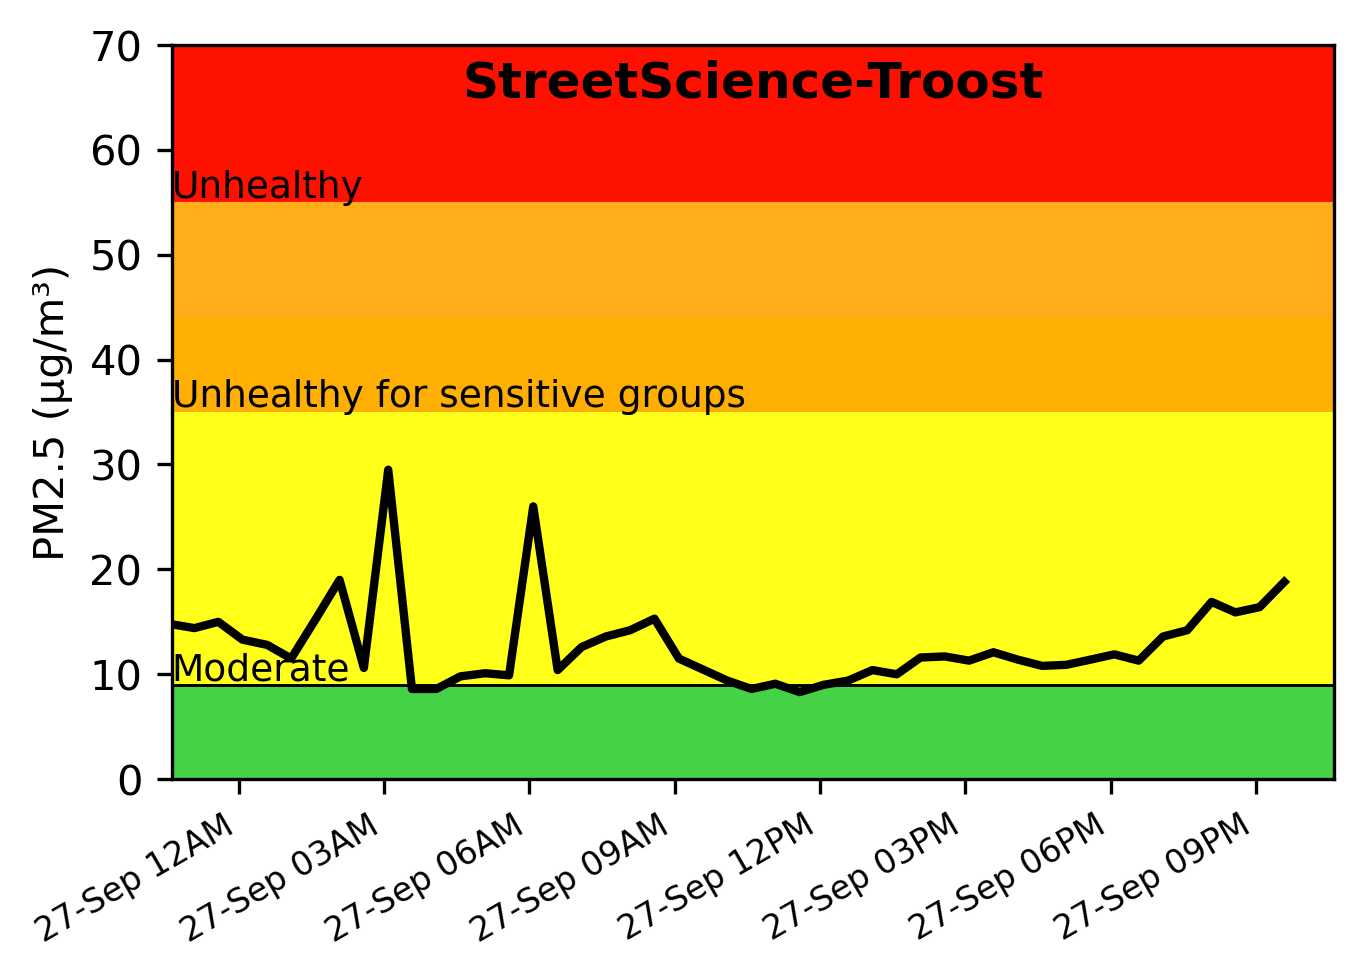 StreetScience-Troost
70
60
50
40
30
20
10
0
PM2.5 (μg/m³)
Unhealthy
Unhealthy for sensitive groups
Moderate
27-Sep 12AM
27-Sep 03AM
27-Sep 06AM
27-Sep 09AM
27-Sep 12PM
27-Sep 03PM
27-Sep 06PM
27-Sep 09PM